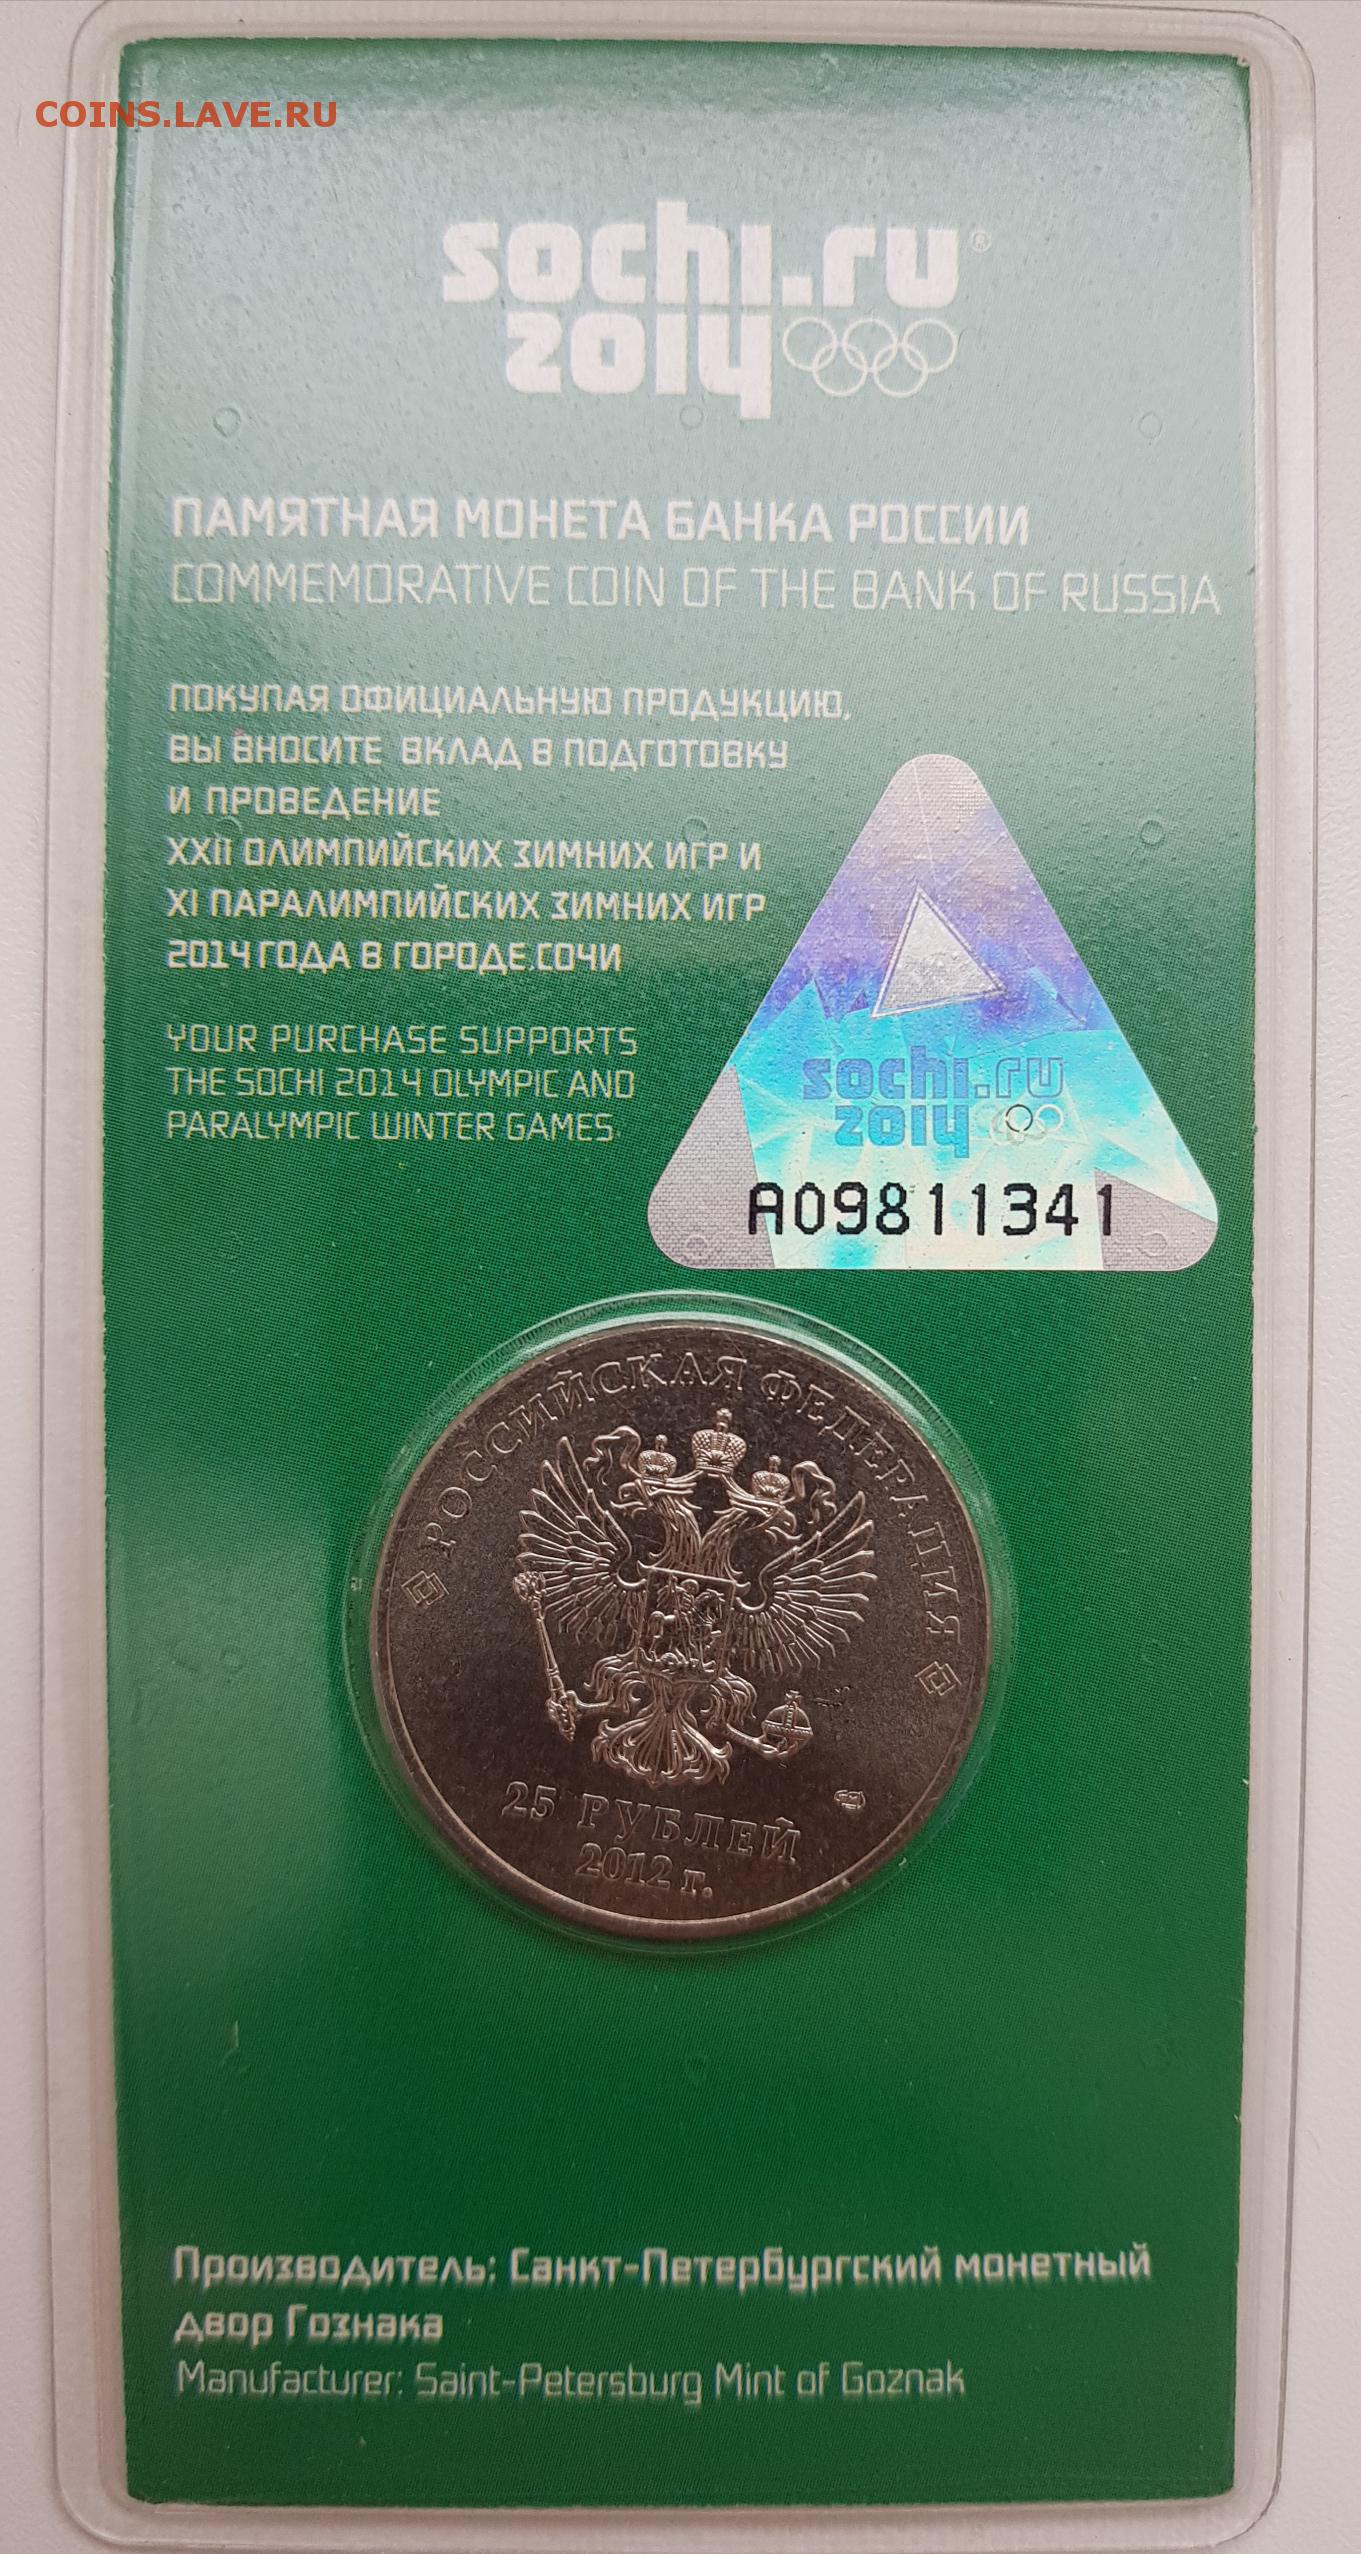 COINS.LAVE.RU
sochi.ru®
2014
ПАМЯТНАЯ МОНЕТА БАНКА РОССИИ
COMMEMORATIVE COIN OF THE BANK OF RUSSIA
ПОКУПАЯ ОФИЦИАЛЬНУЮ ПРОДУКЦИЮ,
ВЫ ВНОСИТЕ ВКЛАД В ПОДГОТОВКУ
И ПРОВЕДЕНИЕ
XXII ОЛИМПИЙСКИХ ЗИМНИХ ИГР И
XI ПАРАЛИМПИЙСКИХ ЗИМНИХ ИГР
2014 ГОДА В ГОРОДЕ СОЧИ
YOUR PURCHASE SUPPORTS
THE SOCHI 2014 OLYMPIC AND
PARALYMPIC WINTER GAMES.
sochi.ru
2014
A09811341
РОССИЙСКАЯ ФЕДЕРАЦИЯ
25 РУБЛЕЙ
2012 г.
Производитель: Санкт-Петербургский монетный
двор Гознака
Manufacturer: Saint-Petersburg Mint of Goznak